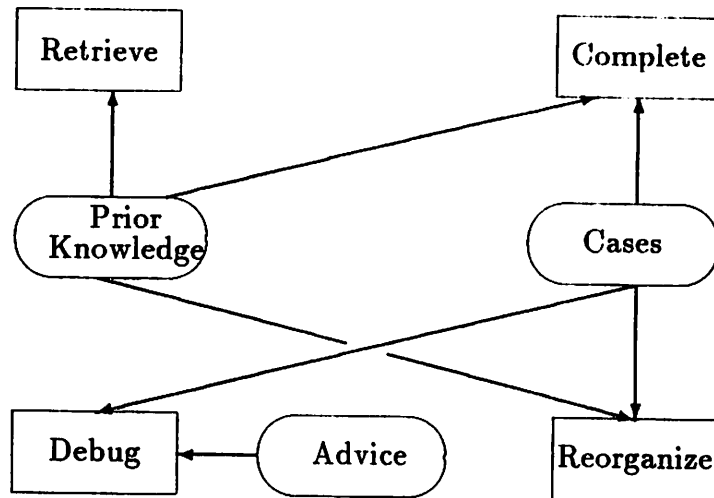 Retrieve
Complete
Prior
Knowledge
Cases
Debug
Advice
Reorganize